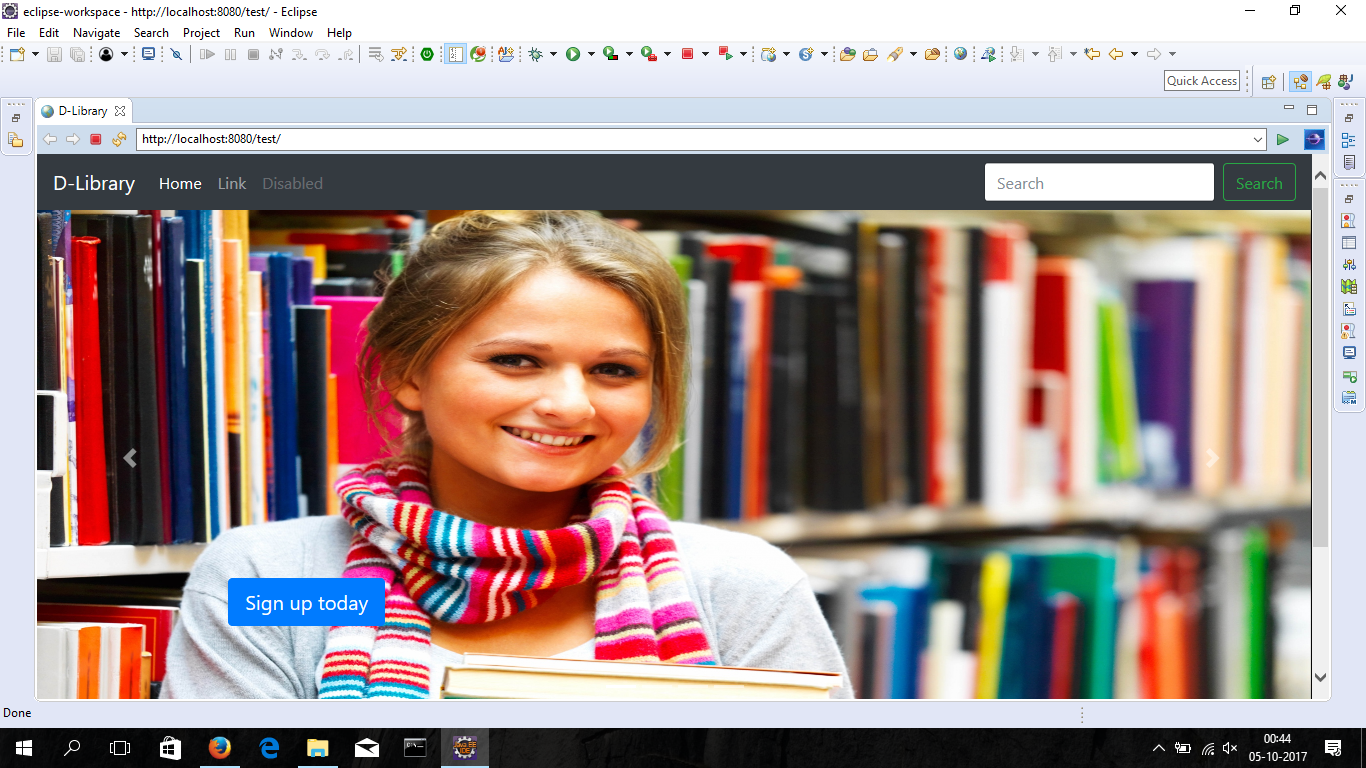 eclipse-workspace - http://localhost:8080/test/ - Eclipse
File Edit Navigate Search Project Run Window Help
Quick Access
D-Library
http://localhost:8080/test/
D-Library Home Link Disabled Search Search
Sign up today
Done
00:44
05-10-2017